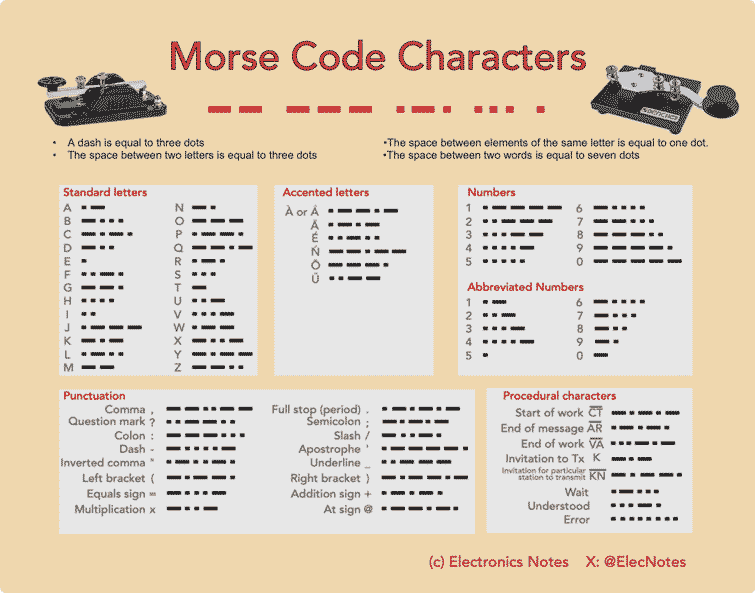 Morse Code Characters
• A dash is equal to three dots
• The space between two letters is equal to three dots
•The space between elements of the same letter is equal to one dot.
•The space between two words is equal to seven dots
Standard letters
A
B
C
D
E
F
G
H
I
J
K
L
M
N
O
P
Q
R
S
T
U
V
W
X
Y
Z
Accented letters
À or Å
Ä
É
Ñ
Ö
Ü
Numbers
1
2
3
4
5
6
7
8
9
0
Abbreviated Numbers
1
2
3
4
5
6
7
8
9
0
Punctuation
Comma ,
Question mark ?
Colon :
Dash -
Inverted comma "
Left bracket (
Equals sign =
Multiplication x
Full stop (period) .
Semicolon ;
Slash /
Apostrophe '
Underline _
Right bracket )
Addition sign +
At sign @
Procedural characters
Start of work CT
End of message AR
End of work VA
Invitation to Tx K
Invitation for particular
station to transmit KN
Wait
Understood
Error
(c) Electronics Notes X: @ElecNotes